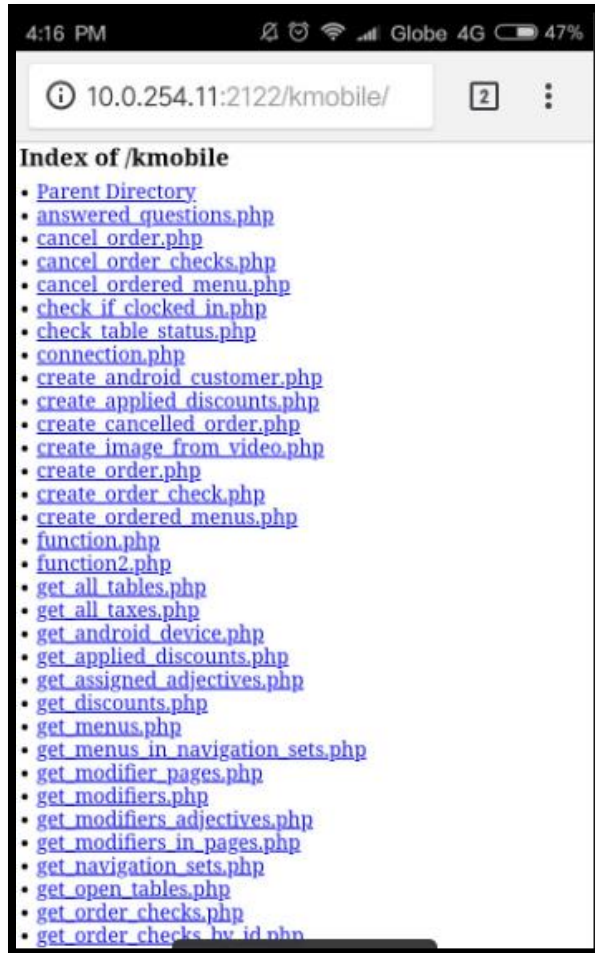 4:16 PM Globe 4G 47%
10.0.254.11:2122/kmobile/ 2
Index of /kmobile
Parent Directory
answered_questions.php
cancel_order.php
cancel_order_checks.php
cancel_ordered_menu.php
check_if_clocked_in.php
check_table_status.php
connection.php
create_android_customer.php
create_applied_discounts.php
create_cancelled_order.php
create_image_from_video.php
create_order.php
create_order_check.php
create_ordered_menus.php
function.php
function2.php
get_all_tables.php
get_all_taxes.php
get_android_device.php
get_applied_discounts.php
get_assigned_adjectives.php
get_discounts.php
get_menus.php
get_menus_in_navigation_sets.php
get_modifier_pages.php
get_modifiers.php
get_modifiers_adjectives.php
get_modifiers_in_pages.php
get_navigation_sets.php
get_open_tables.php
get_order_checks.php
get_order_checks_by_id.php